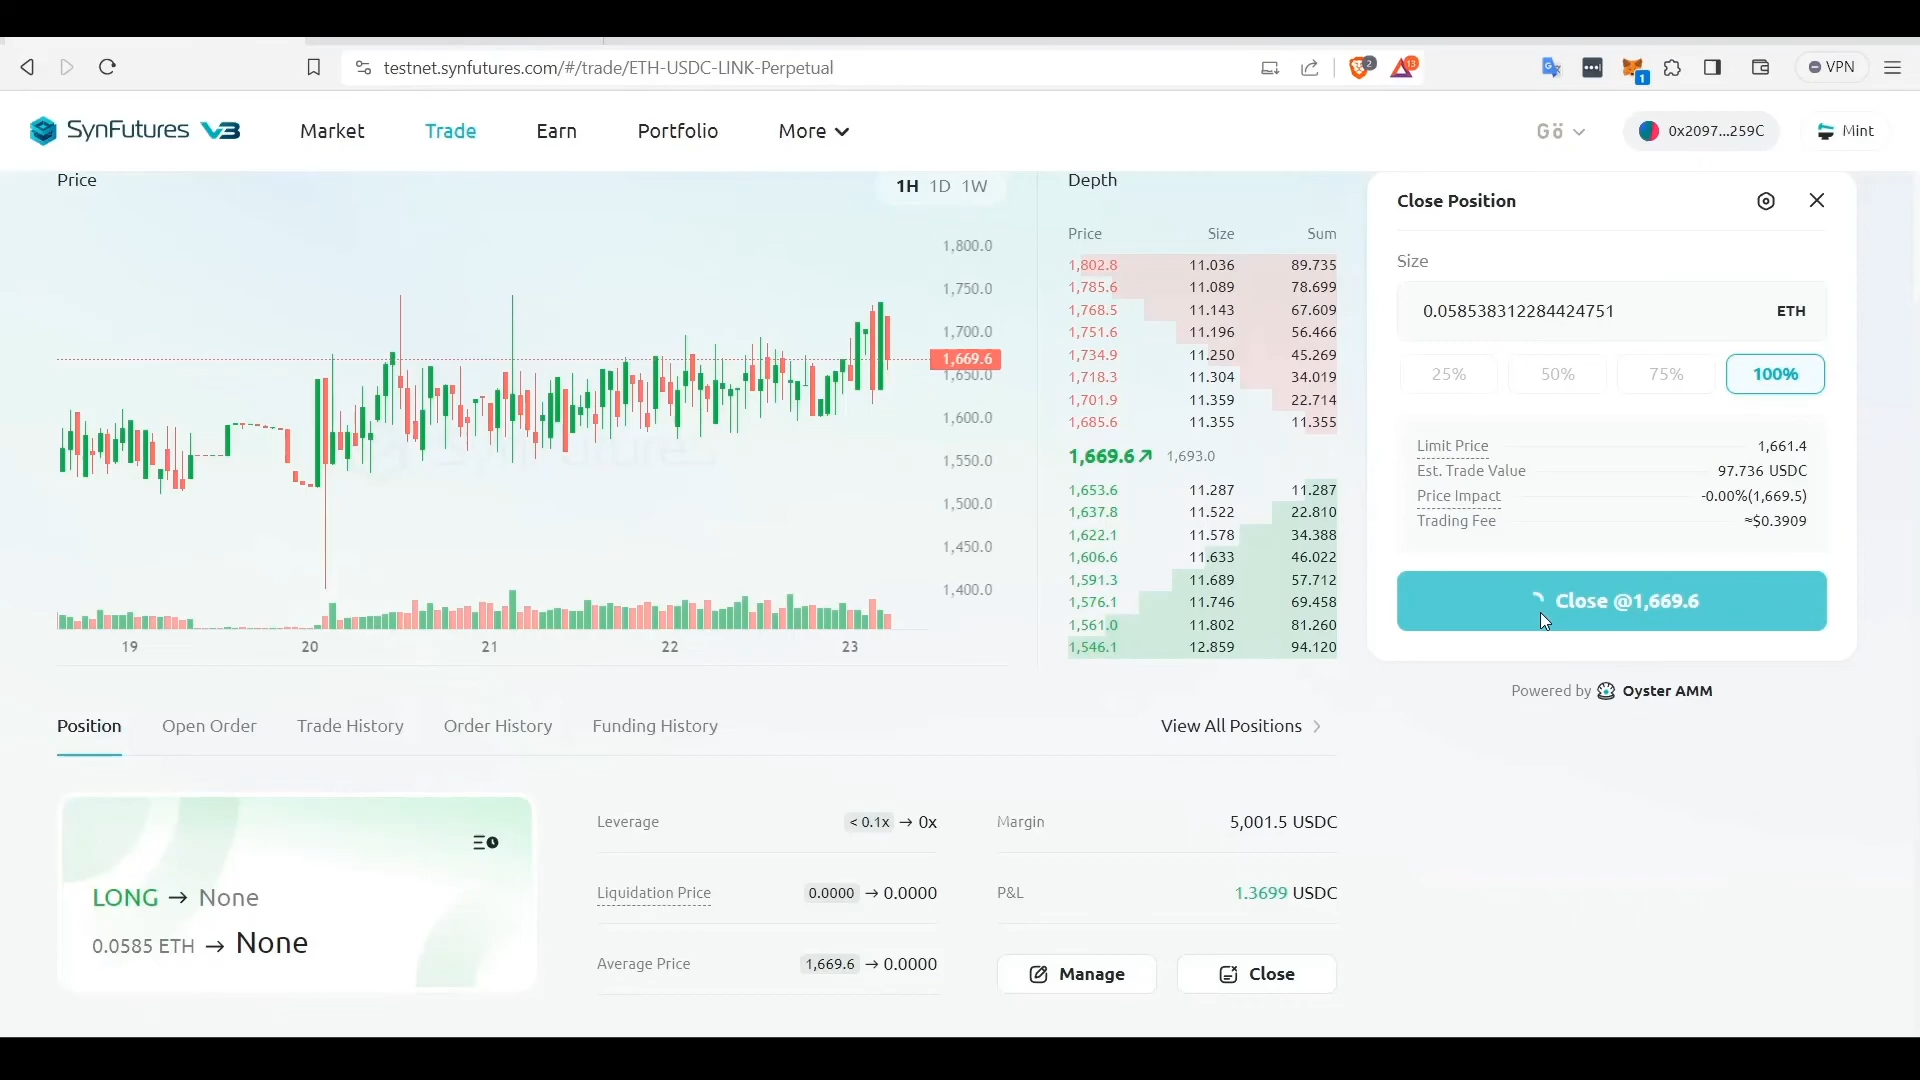 testnet.synfutures.com/#/trade/ETH-USDC-LINK-Perpetual
2
13
1
VPN
SynFutures V3
Market
Trade
Earn
Portfolio
More
Gö
0x2097...259C
Mint
Price
1H 1D 1W
1,800.0
1,750.0
1,700.0
1,669.6
1,650.0
1,600.0
1,550.0
1,500.0
1,450.0
1,400.0
19 20 21 22 23
Depth
Price Size Sum
1,802.8 11.036 89.735
1,785.6 11.089 78.699
1,768.5 11.143 67.609
1,751.6 11.196 56.466
1,734.9 11.250 45.269
1,718.3 11.304 34.019
1,701.9 11.359 22.714
1,685.6 11.355 11.355
1,669.6↗ 1,693.0
1,653.6 11.287 11.287
1,637.8 11.522 22.810
1,622.1 11.578 34.388
1,606.6 11.633 46.022
1,591.3 11.689 57.712
1,576.1 11.746 69.458
1,561.0 11.802 81.260
1,546.1 12.859 94.120
Close Position
Size
0.058538312284424751 ETH
25% 50% 75% 100%
Limit Price 1,661.4
Est. Trade Value 97.736 USDC
Price Impact -0.00%(1,669.5)
Trading Fee ≈$0.3909
Close @1,669.6
Powered by Oyster AMM
Position Open Order Trade History Order History Funding History View All Positions
LONG → None
0.0585 ETH → None
Leverage < 0.1x → 0x
Liquidation Price 0.0000 → 0.0000
Average Price 1,669.6 → 0.0000
Margin 5,001.5 USDC
P&L 1.3699 USDC
Manage Close